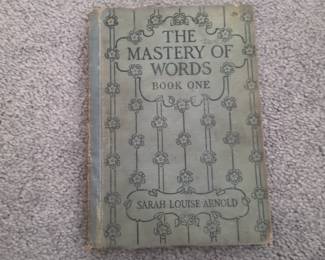 THE
MASTERY OF
WORDS
BOOK ONE
SARAH LOUISE ARNOLD